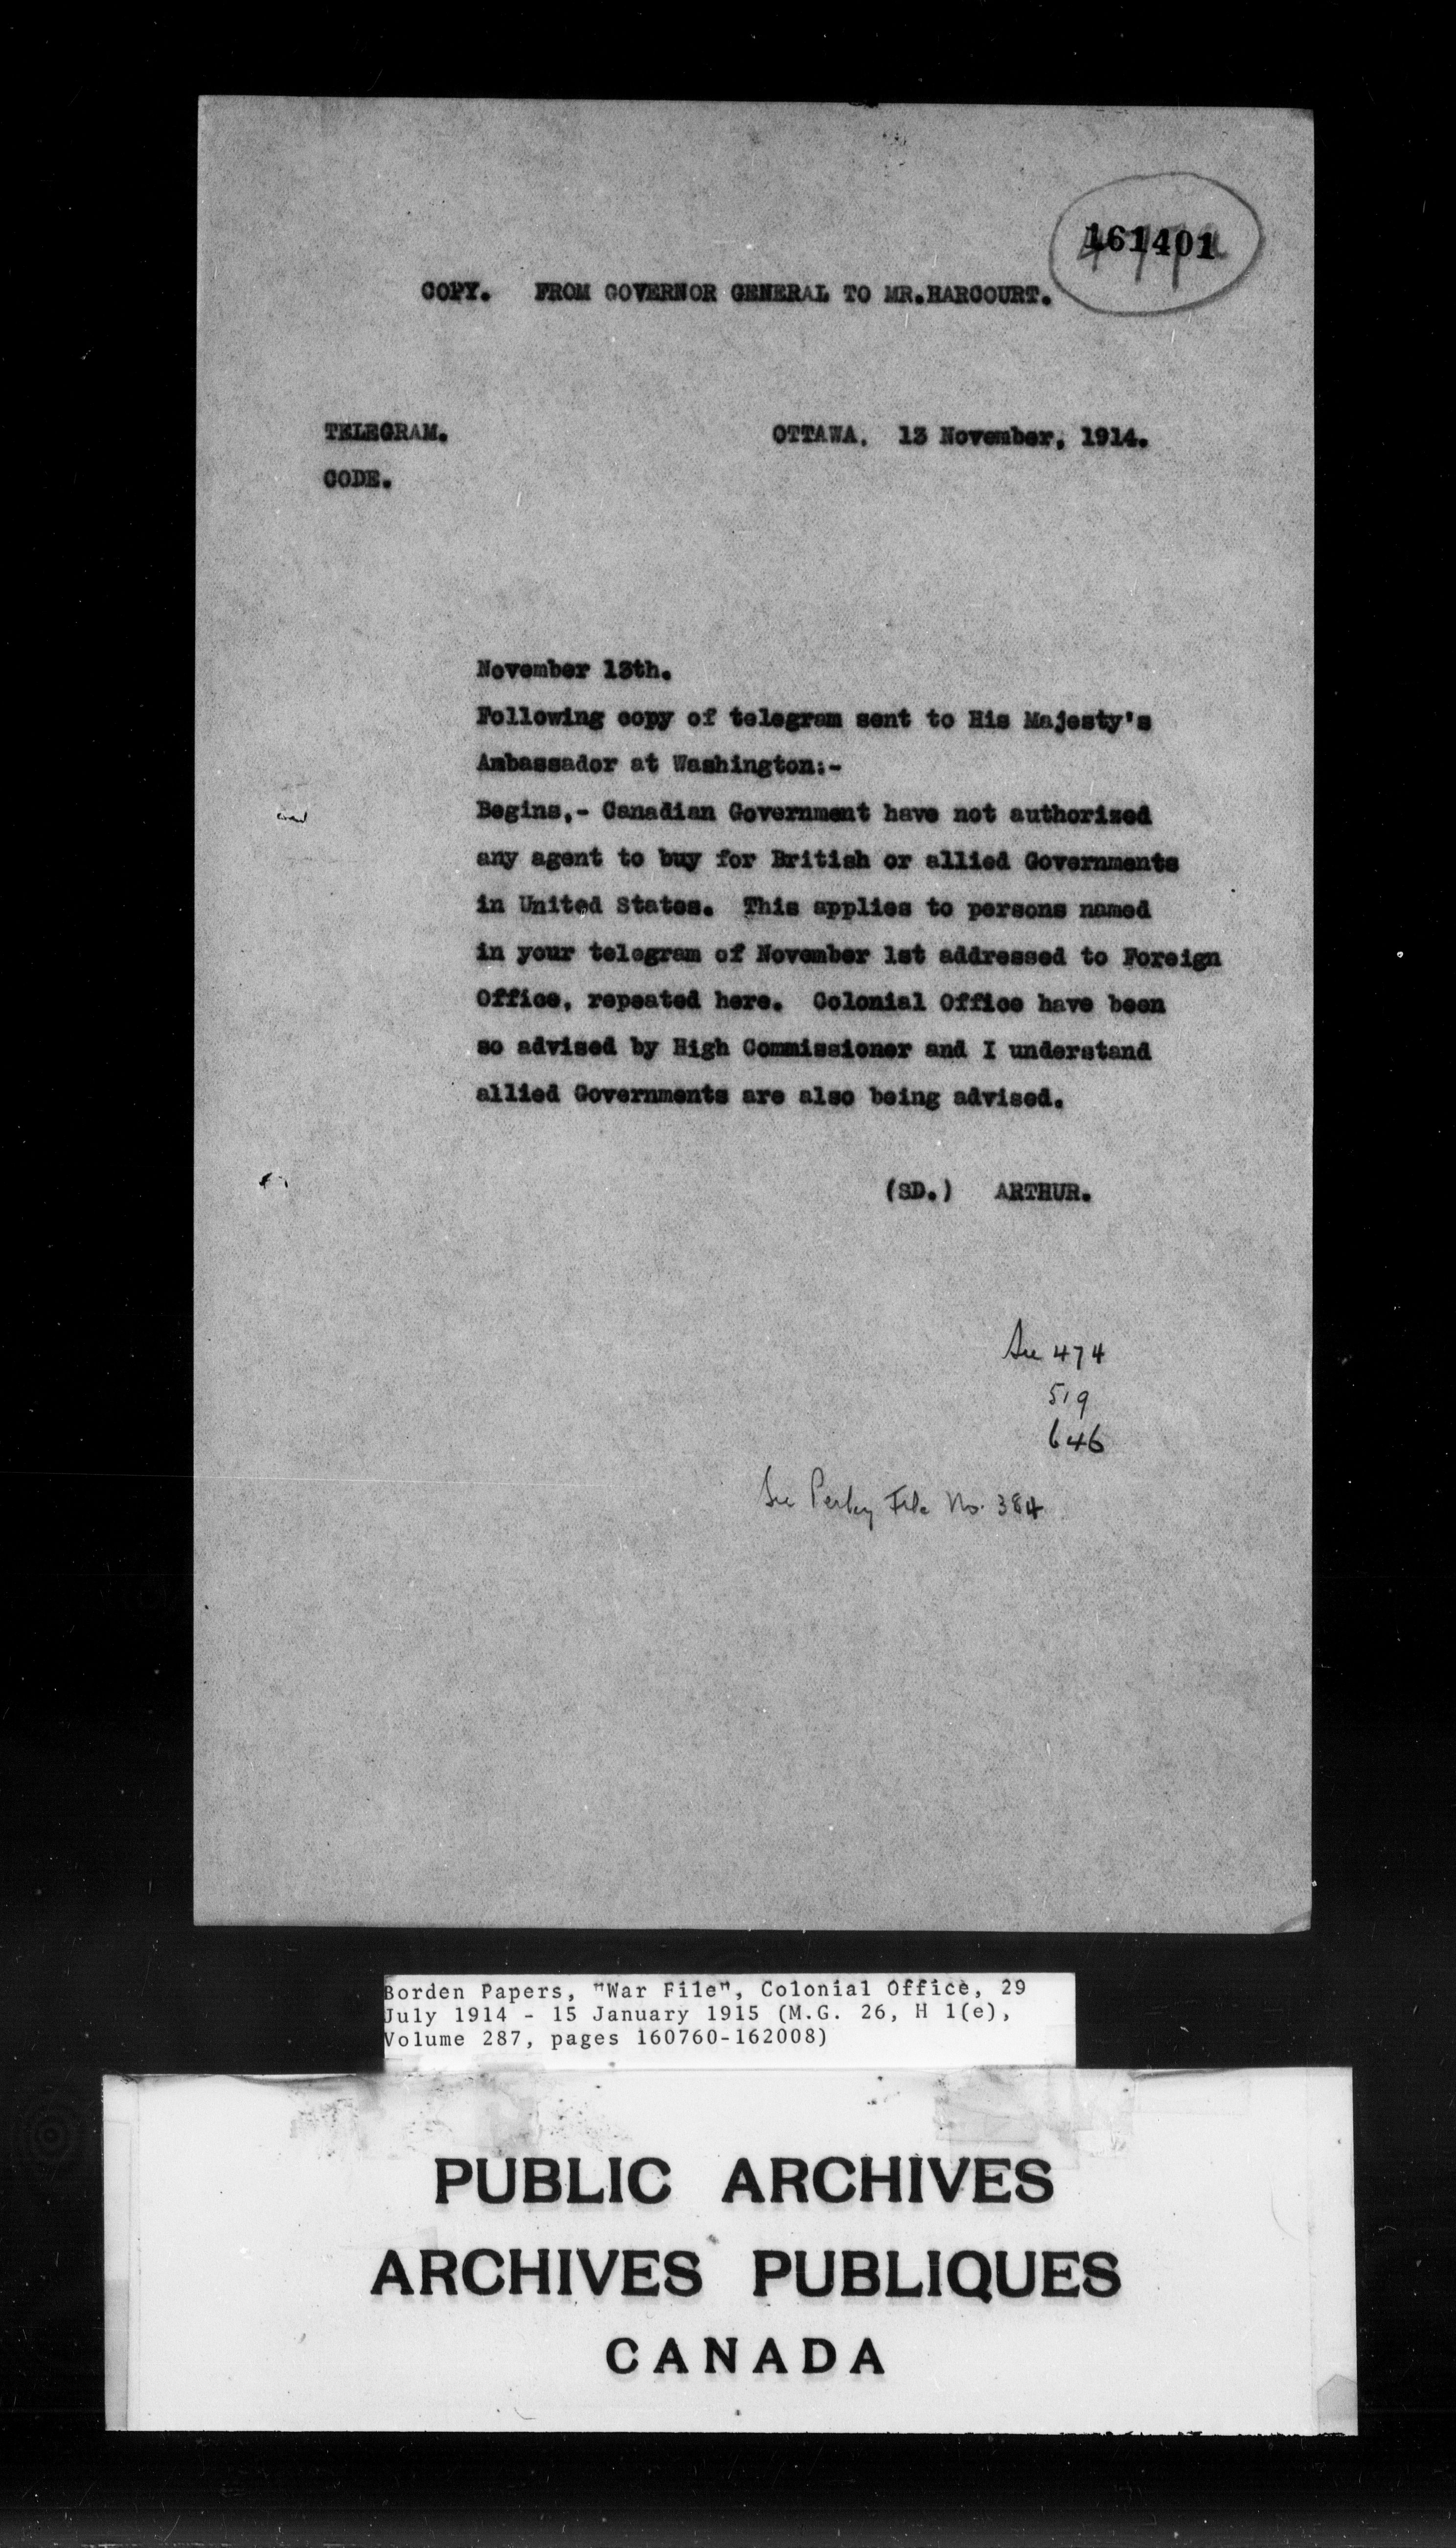 161401
COPY. FROM GOVERNOR GENERAL TO MR.HARCOURT.
TELEGRAM. OTTAWA, 13 November, 1914.
CODE.
November 13th.
Following copy of telegram sent to His Majesty's
Ambassador at Washington:-
Begins,- Canadian Government have not authorized
any agent to buy for British or allied Governments
in United States. This applies to persons named
in your telegram of November 1st addressed to Foreign
Office, repeated here. Colonial Office have been
so advised by High Commissioner and I understand
allied Governments are also being advised.
(SD.) ARTHUR.
See 474
519
646
See Perley File No. 384
Borden Papers, "War File", Colonial Office, 29
July 1914 - 15 January 1915 (M.G. 26, H 1(e),
Volume 287, pages 160760-162008)
PUBLIC ARCHIVES
ARCHIVES PUBLIQUES
CANADA